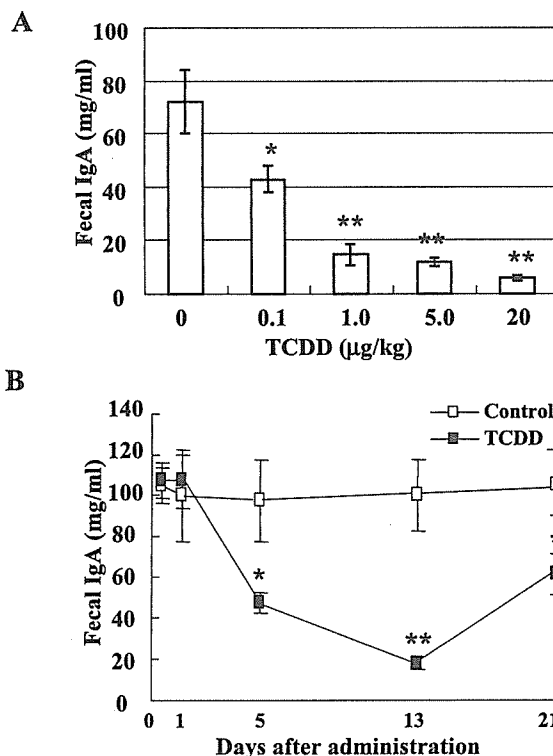 A
Fecal IgA (mg/ml)
100
80
60
40
20
0
*
**
**
**
0 0.1 1.0 5.0 20
TCDD (μg/kg)
B
Fecal IgA (mg/ml)
140
120
100
80
60
40
20
0
Control
TCDD
*
**
0 1 5 13 21
Days after administration